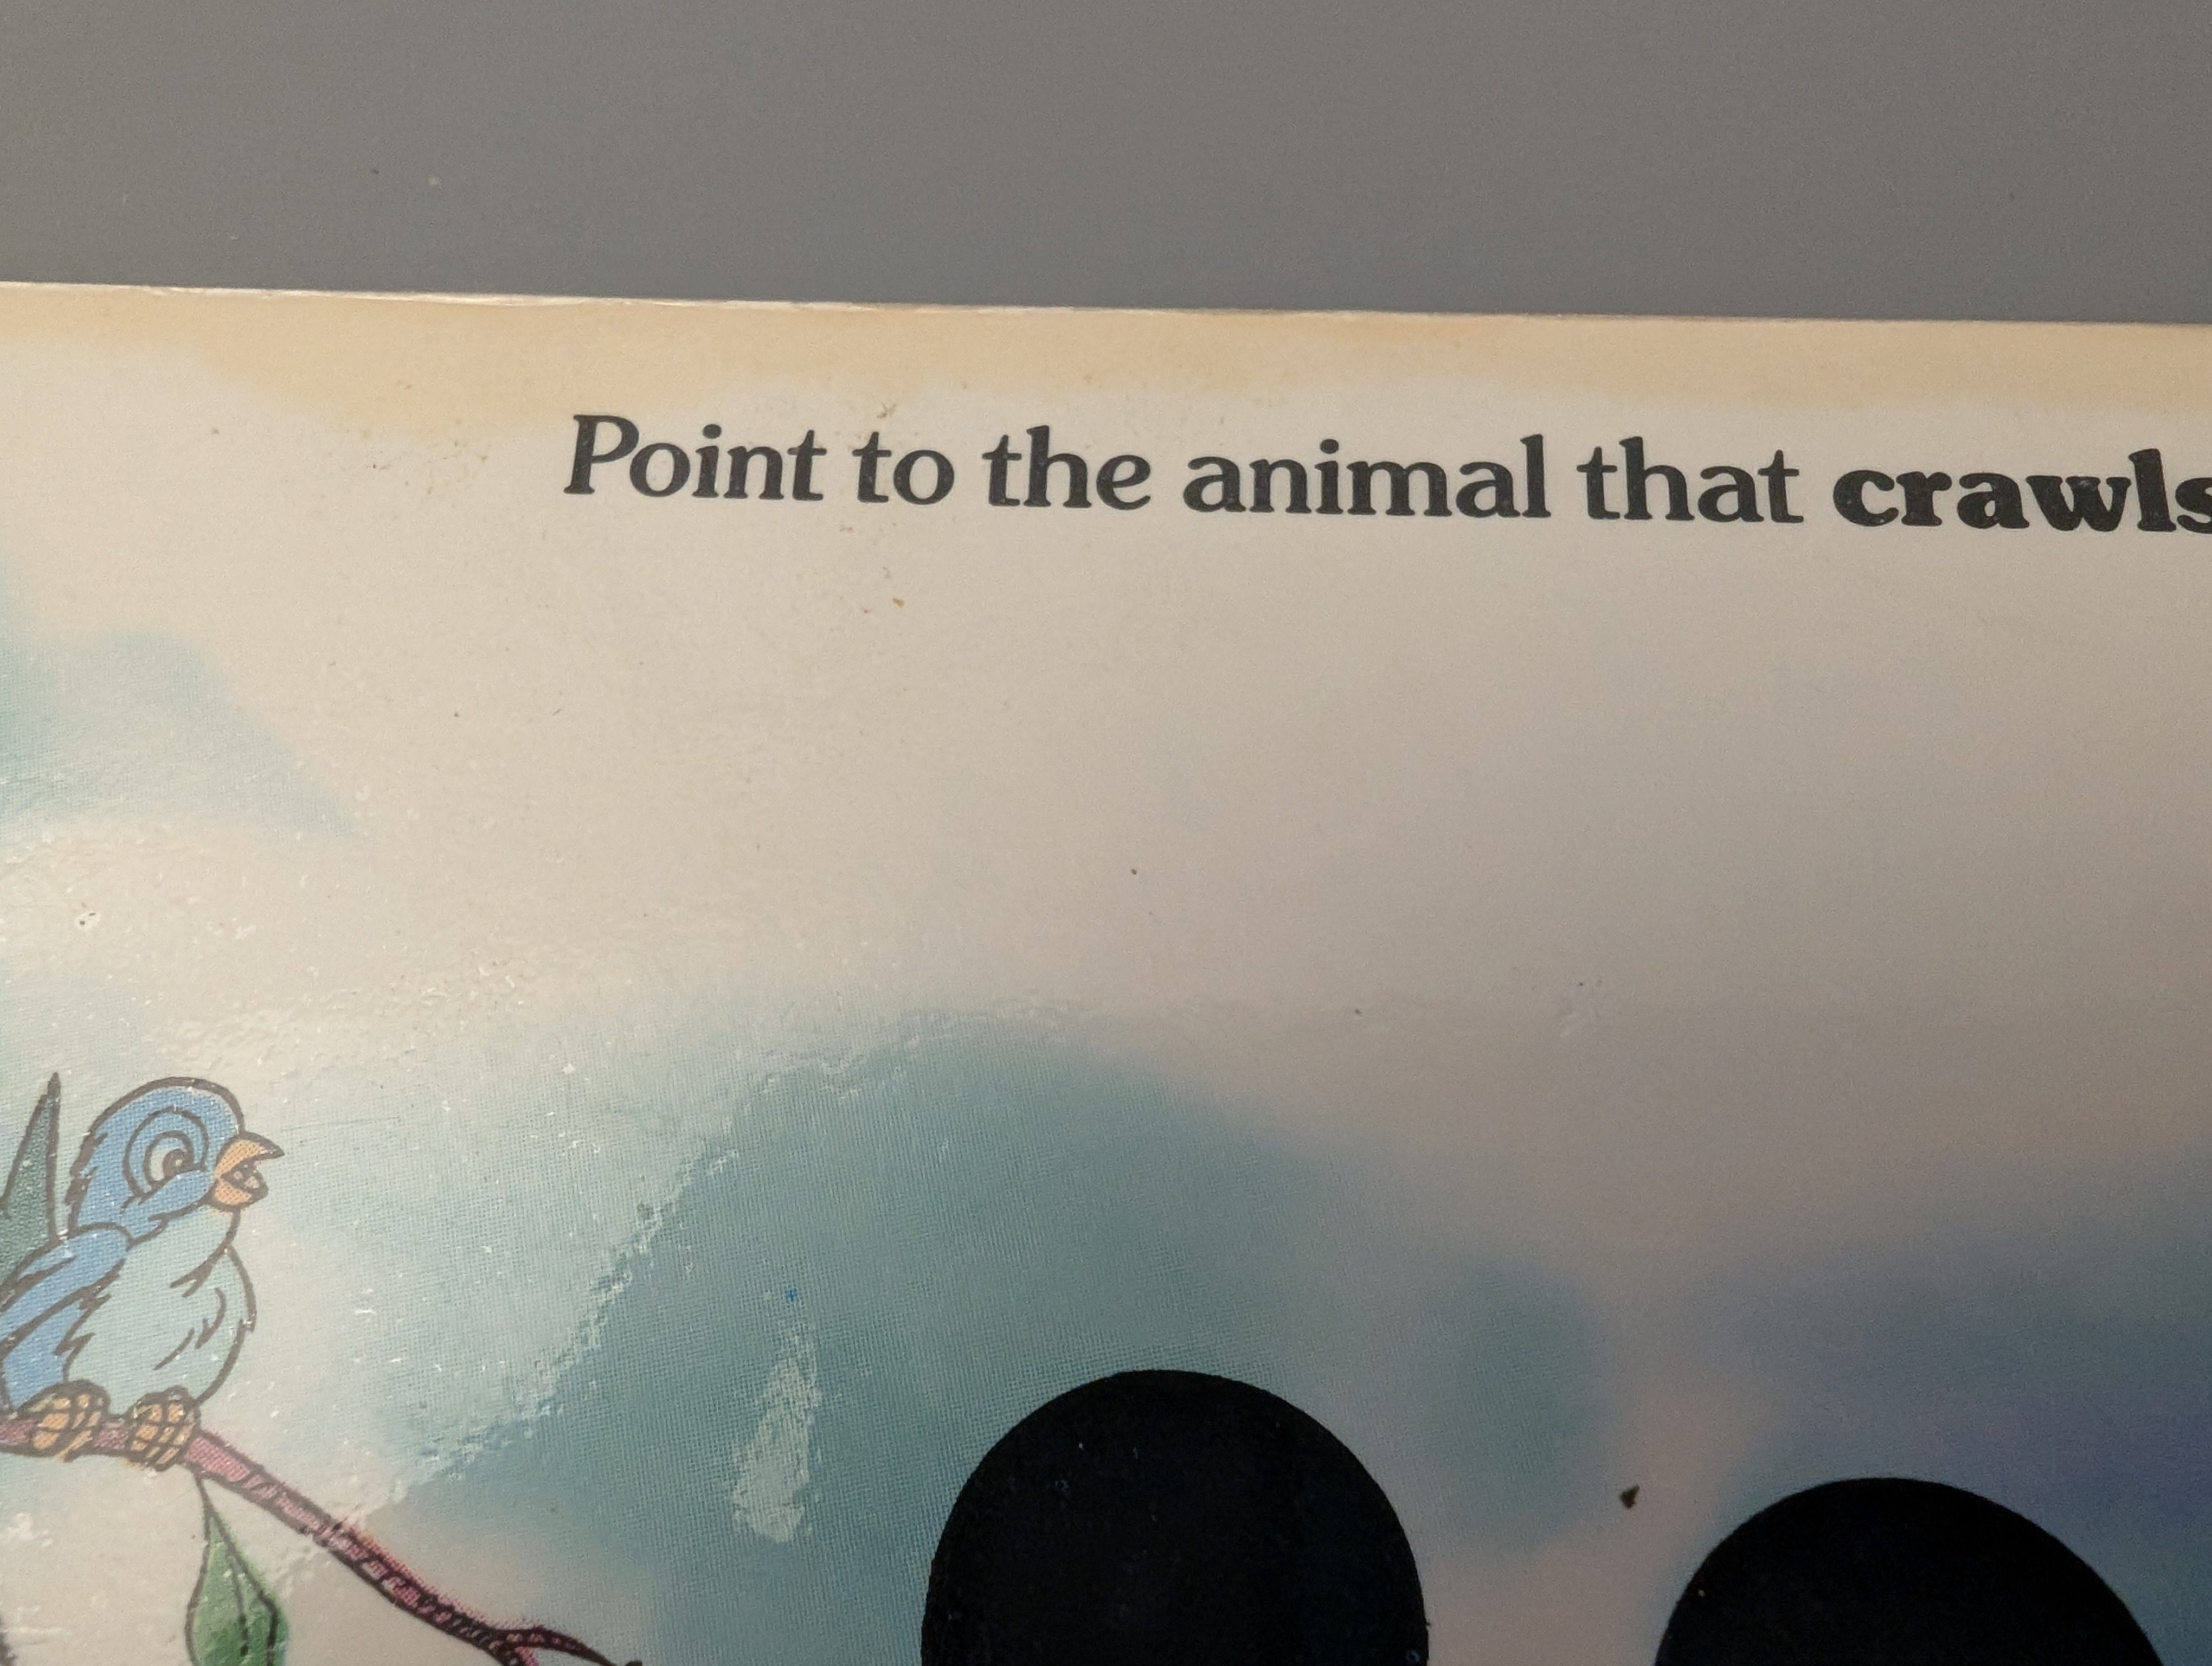 Point to the animal that crawls